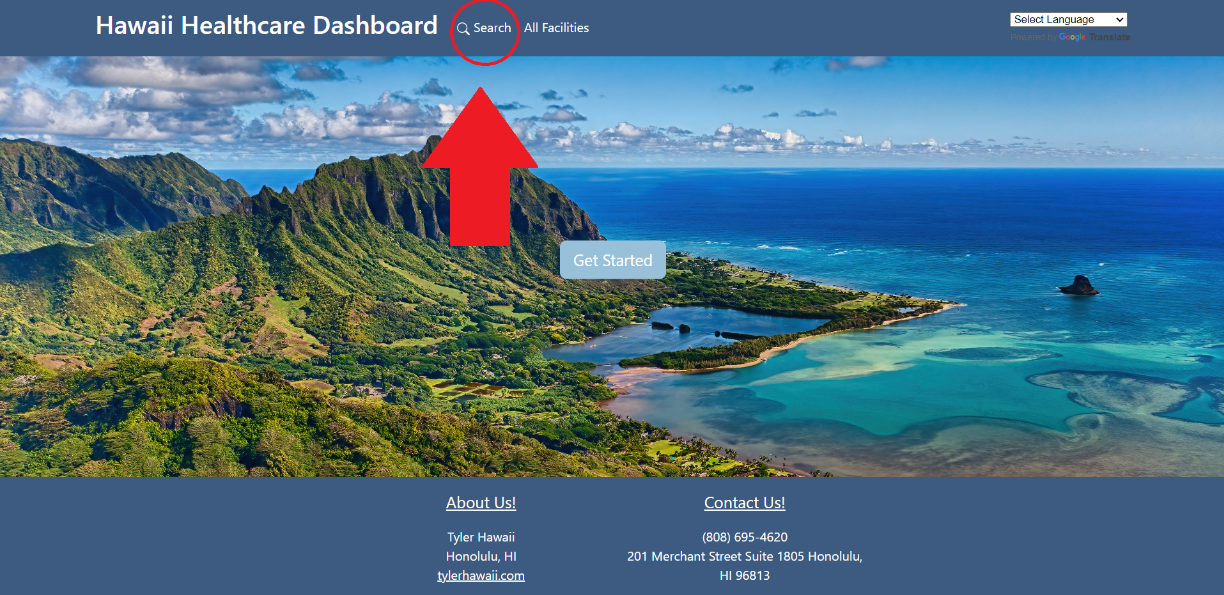 Hawaii Healthcare Dashboard
Search
All Facilities
Select Language
Powered by Google Translate
Get Started
About Us!
Tyler Hawaii
Honolulu, HI
tylerhawaii.com
Contact Us!
(808) 695-4620
201 Merchant Street Suite 1805 Honolulu,
HI 96813